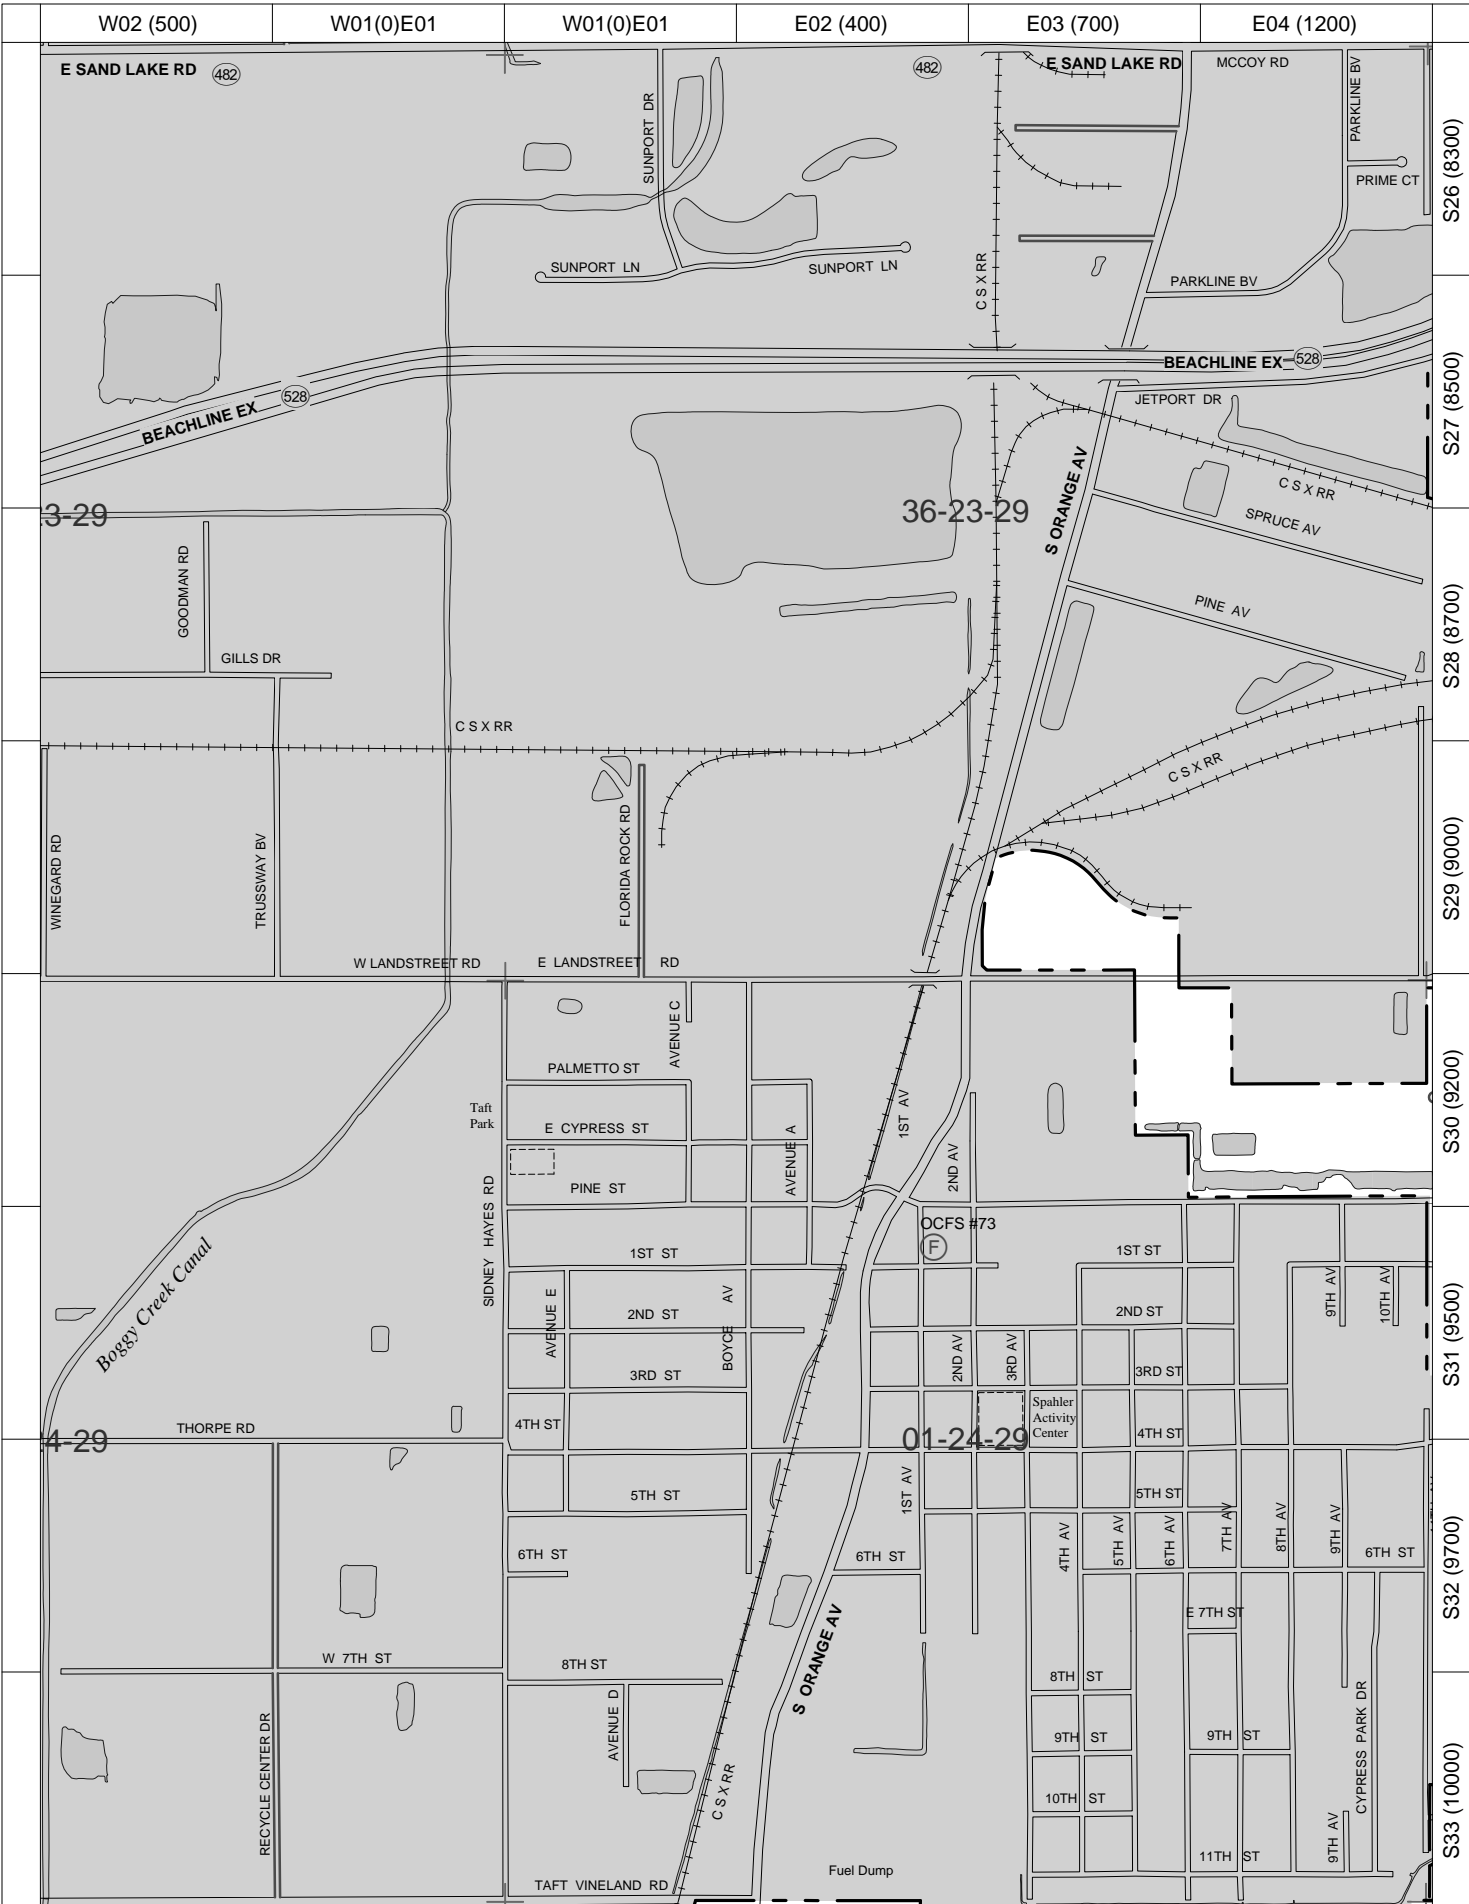 W02 (500)
W01(0)E01
W01(0)E01
E02 (400)
E03 (700)
E04 (1200)
E SAND LAKE RD
482
482
E SAND LAKE RD
MCCOY RD
PARKLINE BV
SUNPORT DR
S26 (8300)
PRIME CT
SUNPORT LN
SUNPORT LN
C S X RR
PARKLINE BV
BEACHLINE EX
528
BEACHLINE EX
528
JETPORT DR
S27 (8500)
S ORANGE AV
C S X RR
3-29
36-23-29
SPRUCE AV
GOODMAN RD
PINE AV
S28 (8700)
GILLS DR
C S X RR
C S X RR
WINEGARD RD
TRUSSWAY BV
FLORIDA ROCK RD
S29 (9000)
W LANDSTREET RD
E LANDSTREET RD
AVENUE C
PALMETTO ST
Taft
Park
1ST AV
E CYPRESS ST
AVENUE A
2ND AV
S30 (9200)
PINE ST
SIDNEY HAYES RD
OCFS #73
F
1ST ST
1ST ST
Boggy Creek Canal
AVENUE E
2ND ST
BOYCE AV
2ND ST
9TH AV
10TH AV
S31 (9500)
2ND AV
3RD AV
3RD ST
3RD ST
Spahler
Activity
Center
THORPE RD
4TH ST
4TH ST
4-29
01-24-29
5TH ST
1ST AV
5TH ST
6TH ST
6TH ST
4TH AV
5TH AV
6TH AV
7TH AV
8TH AV
9TH AV
6TH ST
S32 (9700)
E 7TH ST
S ORANGE AV
W 7TH ST
8TH ST
8TH ST
AVENUE D
RECYCLE CENTER DR
9TH ST
9TH ST
CYPRESS PARK DR
C S X RR
10TH ST
S33 (10000)
9TH AV
11TH ST
Fuel Dump
TAFT VINELAND RD